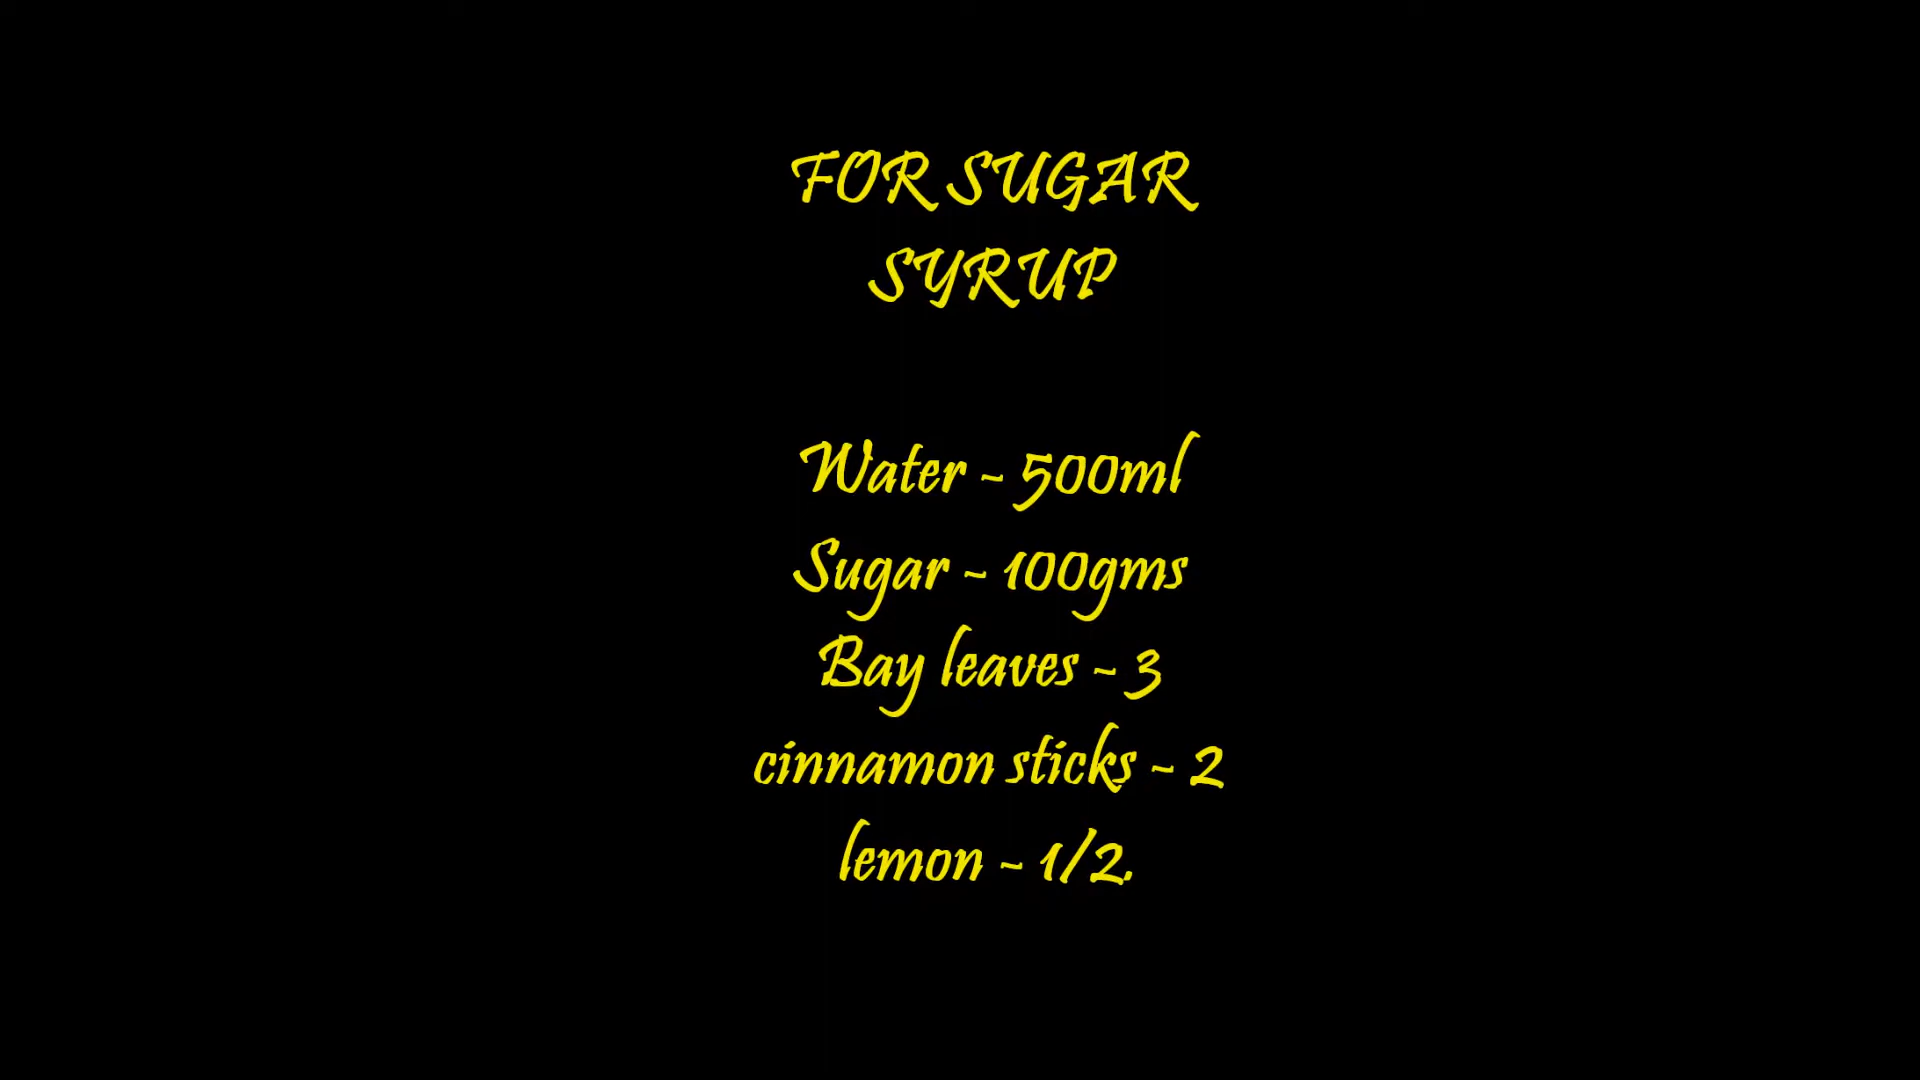 FOR SUGAR
SYRUP
Water - 500ml
Sugar - 100gms
Bay leaves - 3
cinnamon sticks - 2
lemon - 1/2.